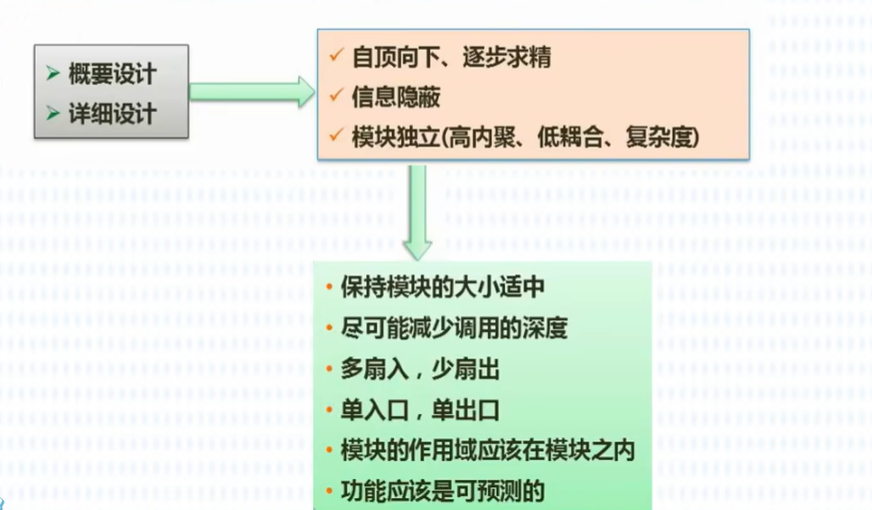 概要设计
详细设计
自顶向下、逐步求精
信息隐蔽
模块独立(高内聚、低耦合、复杂度)
保持模块的大小适中
尽可能减少调用的深度
多扇入，少扇出
单入口，单出口
模块的作用域应该在模块之内
功能应该是可预测的